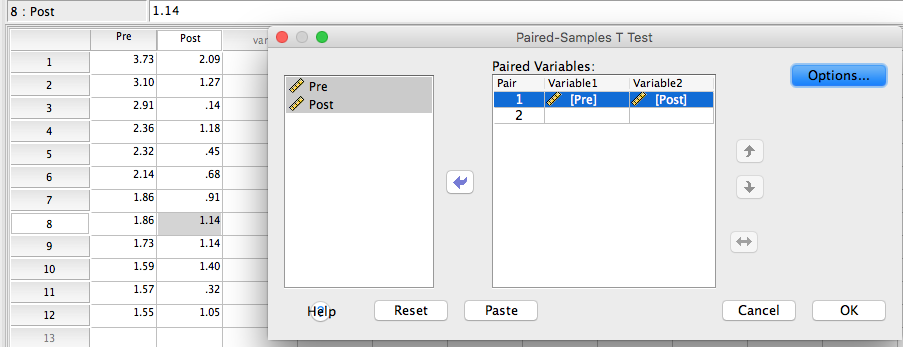 8 : Post 1.14
Pre Post var Paired-Samples T Test
Paired Variables:
Pair Variable1 Variable2
Options...
Pre
Post
1 [Pre] [Post]
2
1 3.73 2.09
2 3.10 1.27
3 2.91 .14
4 2.36 1.18
5 2.32 .45
6 2.14 .68
7 1.86 .91
8 1.86 1.14
9 1.73 1.14
10 1.59 1.40
11 1.57 .32
12 1.55 1.05
13
Help Reset Paste Cancel OK